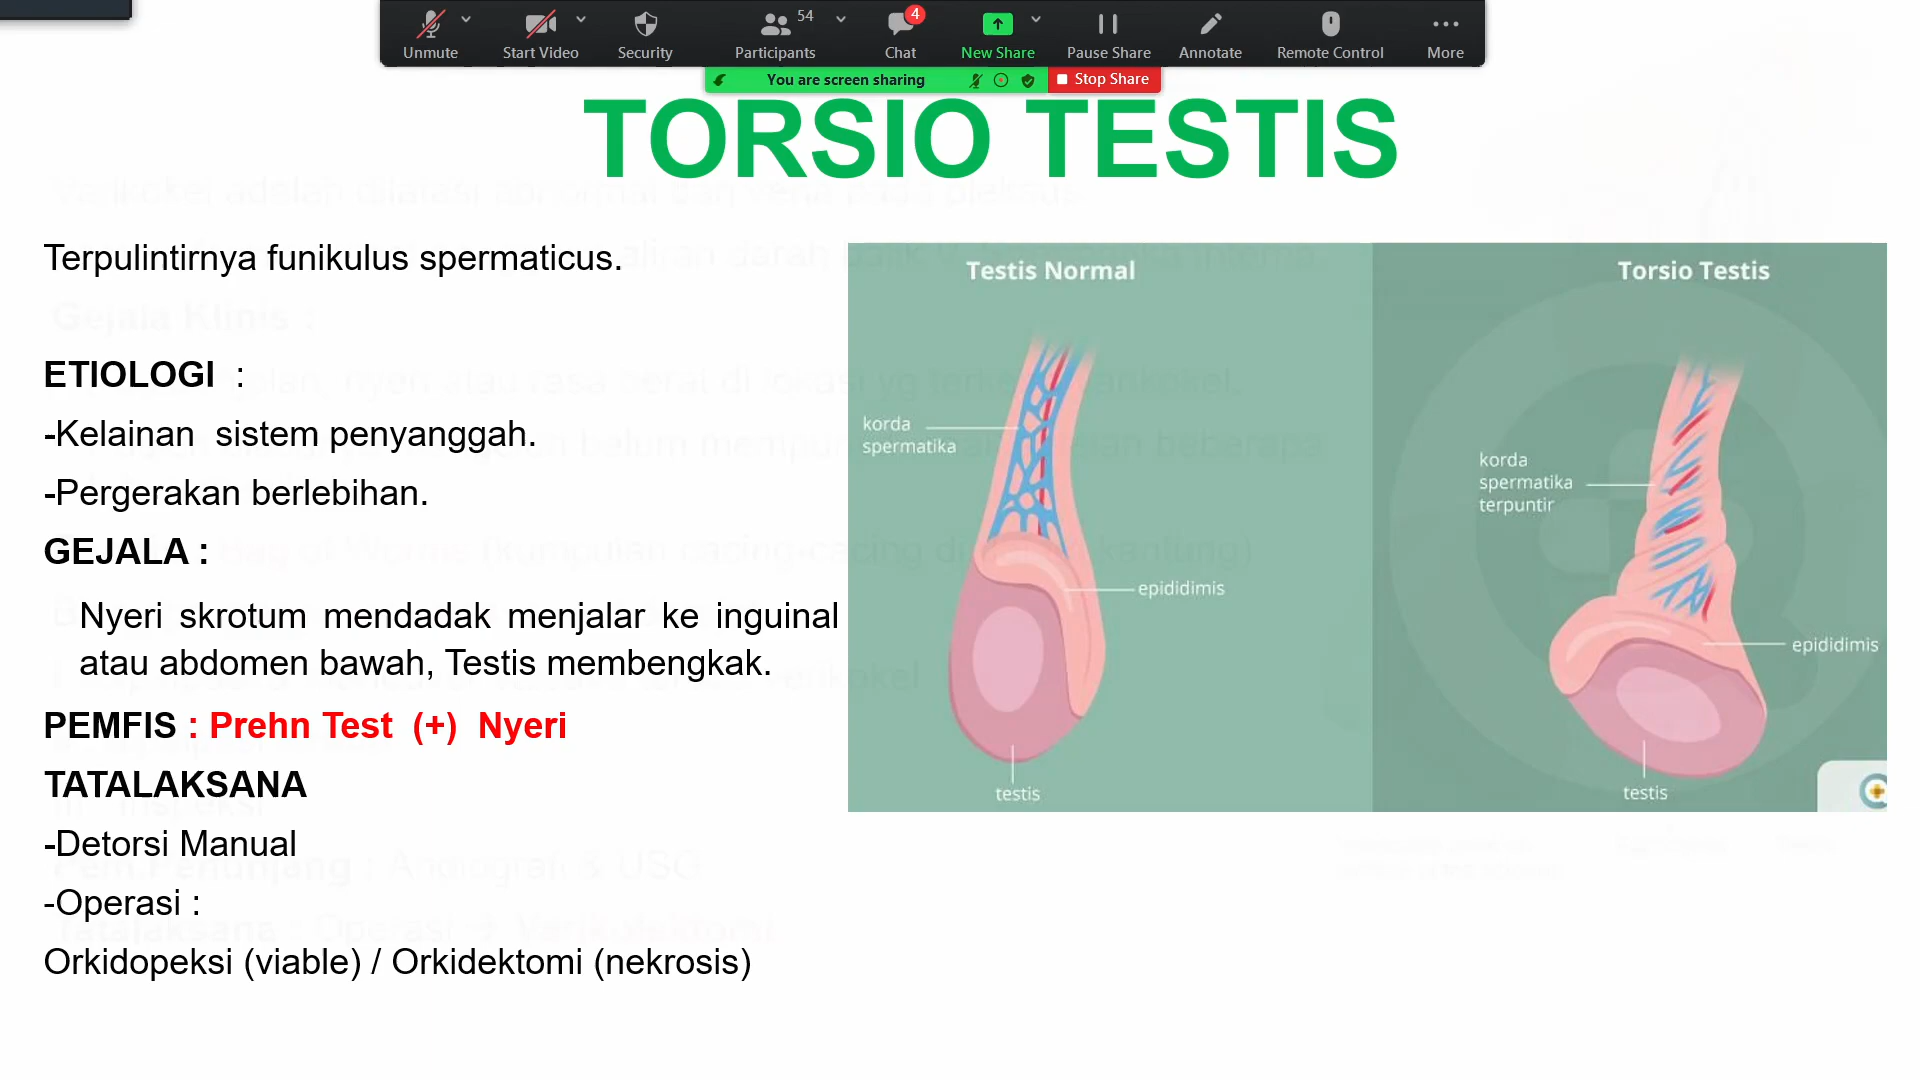 54
4
Unmute
Start Video
Security
Participants
Chat
New Share
Pause Share
Annotate
Remote Control
More
You are screen sharing
Stop Share
TORSIO TESTIS
Terpulintirnya funikulus spermaticus.
ETIOLOGI :
-Kelainan sistem penyanggah.
-Pergerakan berlebihan.
GEJALA :
Nyeri skrotum mendadak menjalar ke inguinal
atau abdomen bawah, Testis membengkak.
PEMFIS : Prehn Test (+) Nyeri
TATALAKSANA
-Detorsi Manual
-Operasi :
Orkidopeksi (viable) / Orkidektomi (nekrosis)
Testis Normal
korda
spermatika
epididimis
testis
Torsio Testis
korda
spermatika
terpuntir
epididimis
testis